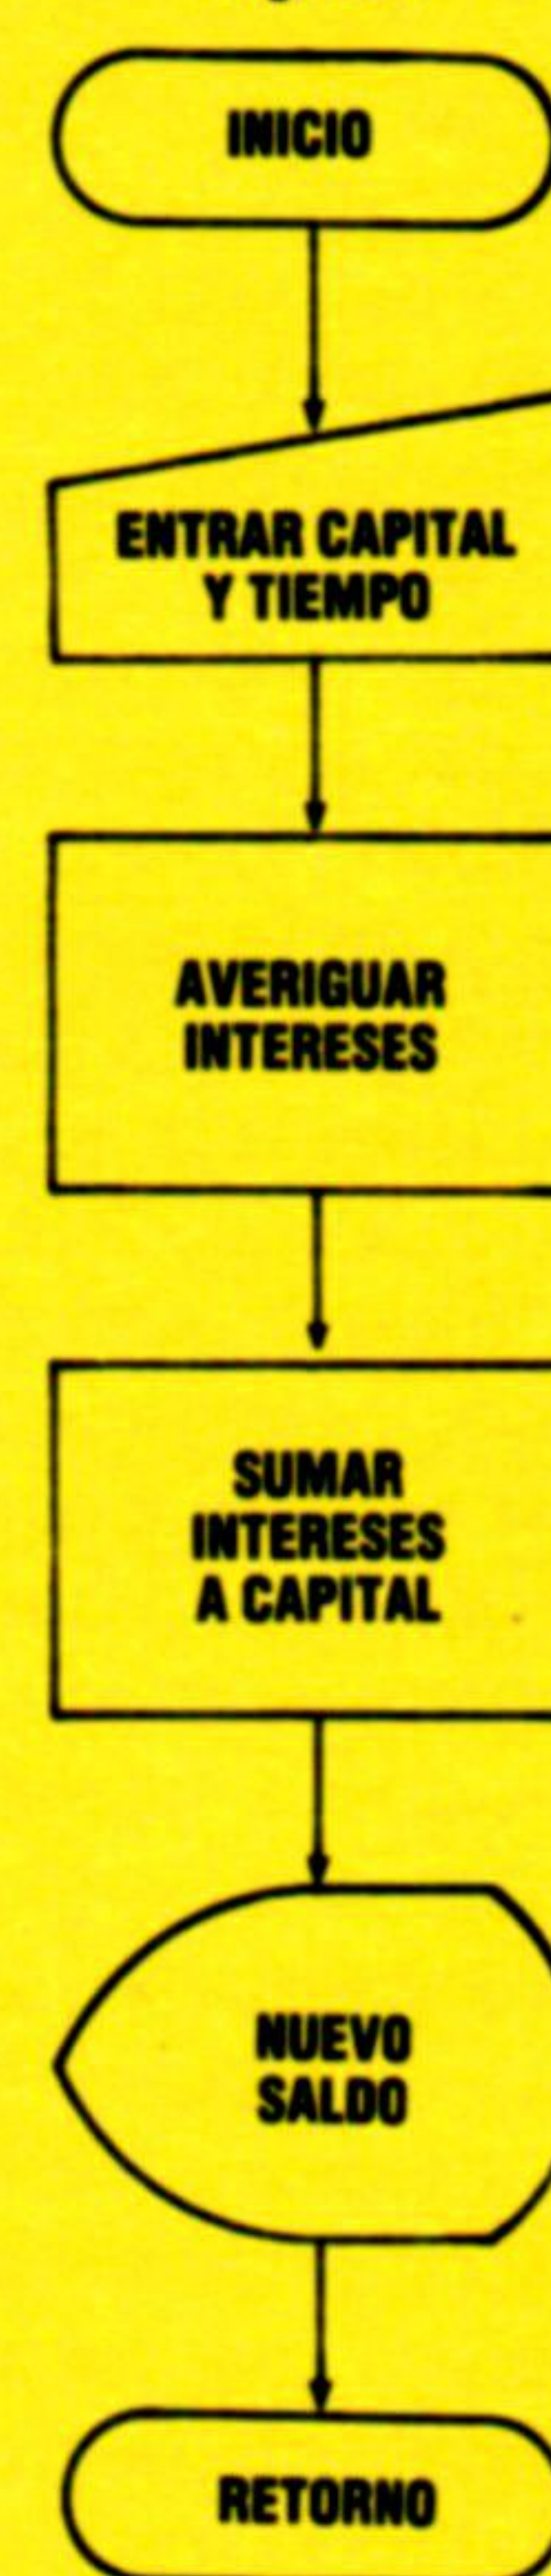 INICIO
ENTRAR CAPITAL
Y TIEMPO
AVERIGUAR
INTERESES
SUMAR
INTERESES
A CAPITAL
NUEVO
SALDO
RETORNO